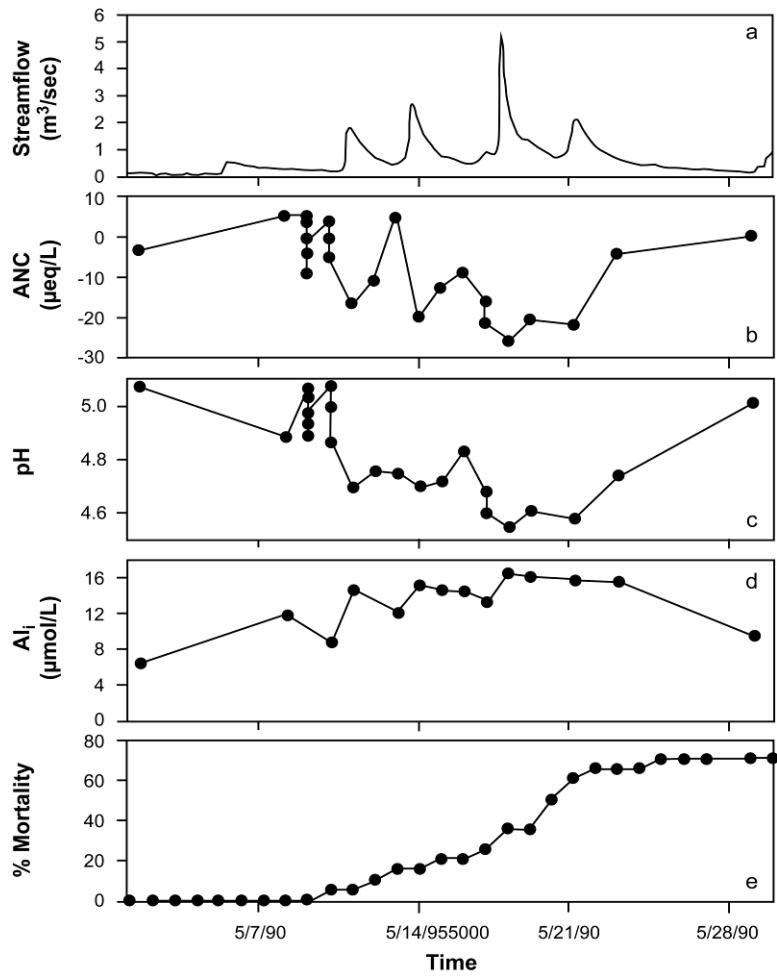 6
5
4
3
2
1
0
Streamflow
(m³/sec)
a
10
0
-10
-20
-30
ANC
(µeq/L)
b
5.0
4.8
4.6
pH
c
16
12
8
4
0
Alᵢ
(µmol/L)
d
80
60
40
20
0
% Mortality
e
5/7/90 5/14/955000 5/21/90 5/28/90
Time